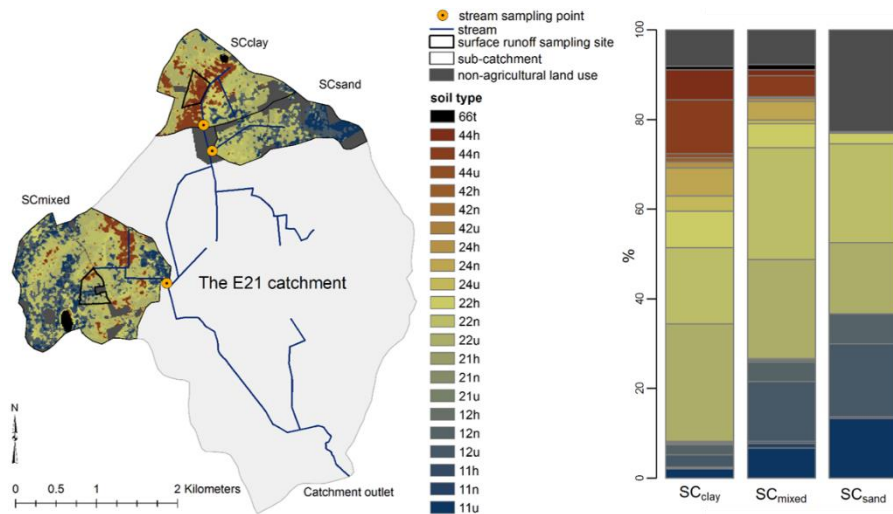 SCclay
SCsand
SCmixed
The E21 catchment
N
0 0.5 1 2 Kilometers
Catchment outlet
stream sampling point
stream
surface runoff sampling site
sub-catchment
non-agricultural land use
soil type
66t
44h
44n
44u
42h
42n
42u
24h
24n
24u
22h
22n
22u
21h
21n
21u
12h
12n
12u
11h
11n
11u
100
80
60
40
20
0
%
SCclay
SCmixed
SCsand